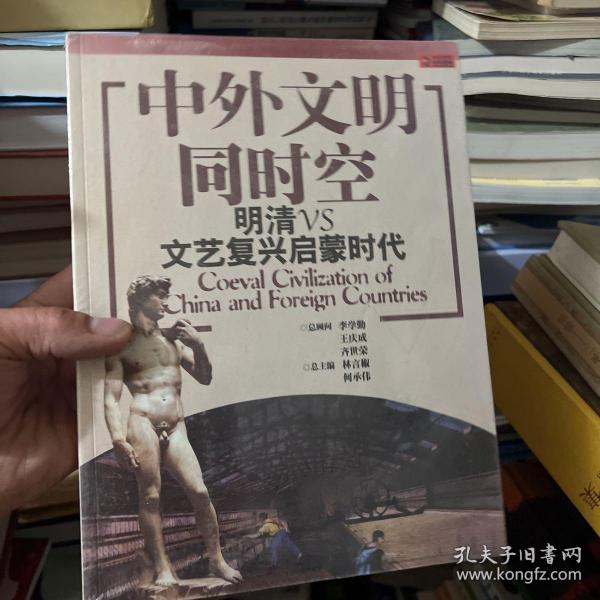 中外文明
同时空
明清VS
文艺复兴启蒙时代
Coeval Civilization of
China and Foreign Countries
◎总顾问 李学勤
王庆成
齐世荣
◎总主编 林言椒
何承伟
孔夫子旧书网
www.kongfz.com